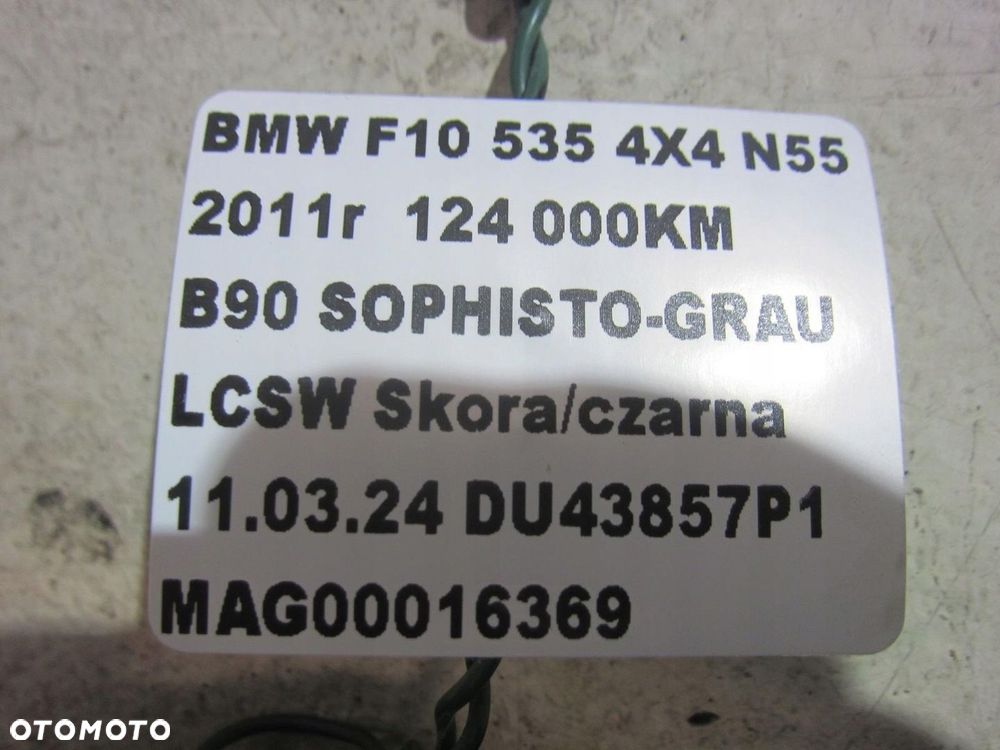 BMW F10 535 4X4 N55
2011r 124 000KM
B90 SOPHISTO-GRAU
LCSW Skora/czarna
11.03.24 DU43857P1
MAG00016369
OTOMOTO